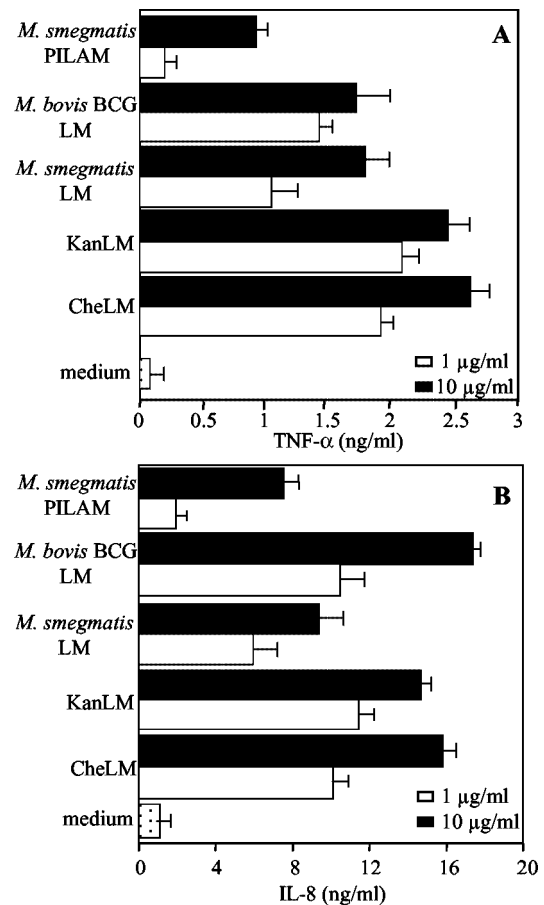 A
M. smegmatis
PILAM
M. bovis BCG
LM
M. smegmatis
LM
KanLM
CheLM
medium
1 µg/ml
10 µg/ml
0 0.5 1 2 2.5 3
TNF-α (ng/ml)
B
M. smegmatis
PILAM
M. bovis BCG
LM
M. smegmatis
LM
KanLM
CheLM
medium
1 µg/ml
10 µg/ml
0 4 8 12 16 20
IL-8 (ng/ml)